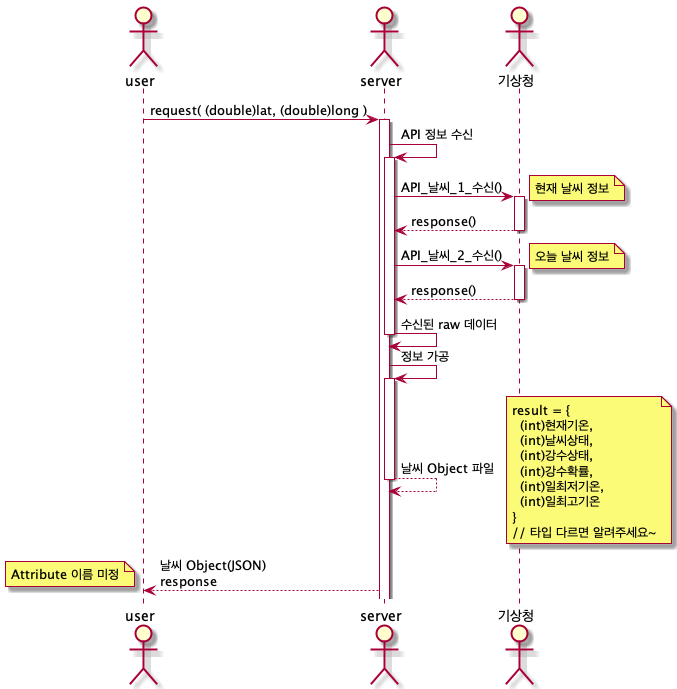 user
server
기상청
request( (double)lat, (double)long )
API 정보 수신
API_날씨_1_수신()
현재 날씨 정보
response()
API_날씨_2_수신()
오늘 날씨 정보
response()
수신된 raw 데이터
정보 가공
result = {
(int)현재기온,
(int)날씨상태,
(int)강수상태,
(int)강수확률,
(int)일최저기온,
(int)일최고기온
}
// 타입 다르면 알려주세요~
날씨 Object 파일
날씨 Object(JSON)
response
Attribute 이름 미정
user
server
기상청